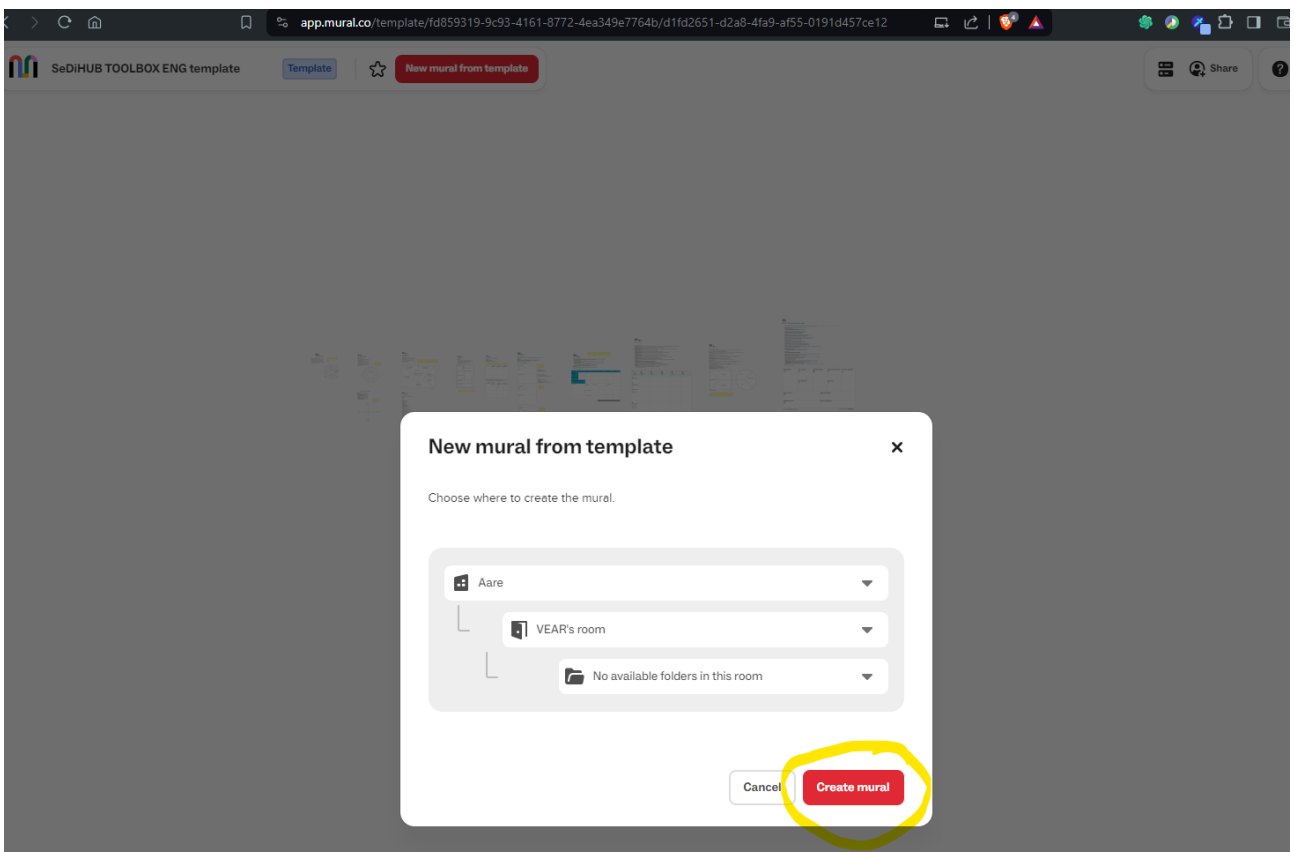 app.mural.co/template/fd859319-9c93-4161-8772-4ea349e7764b/d1fd2651-d2a8-4fa9-af55-0191d457ce12
SeDiHUB TOOLBOX ENG template
Template
New mural from template
Share
?
New mural from template
Choose where to create the mural.
Aare
VEAR's room
No available folders in this room
Cancel
Create mural